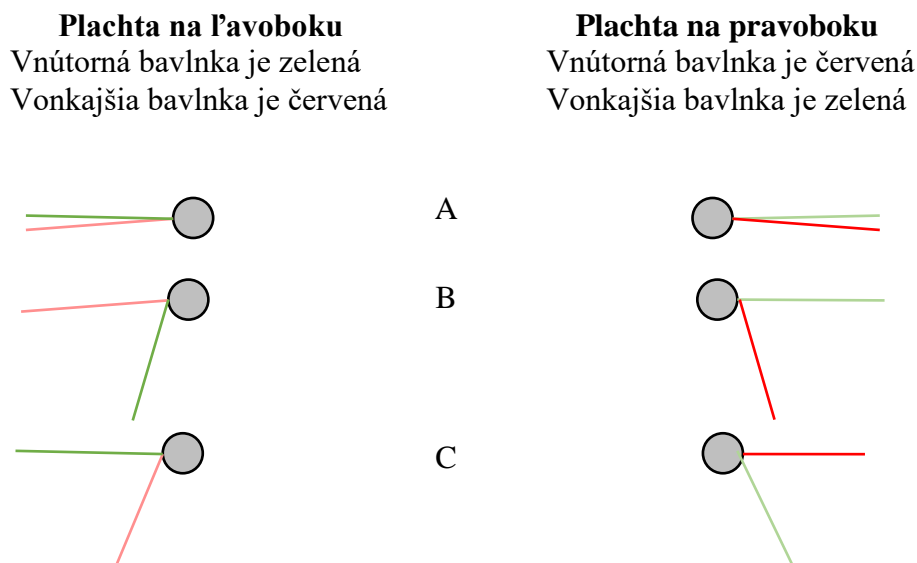 Plachta na ľavoboku
Vnútorná bavlnka je zelená
Vonkajšia bavlnka je červená
Plachta na pravoboku
Vnútorná bavlnka je červená
Vonkajšia bavlnka je zelená
A
B
C